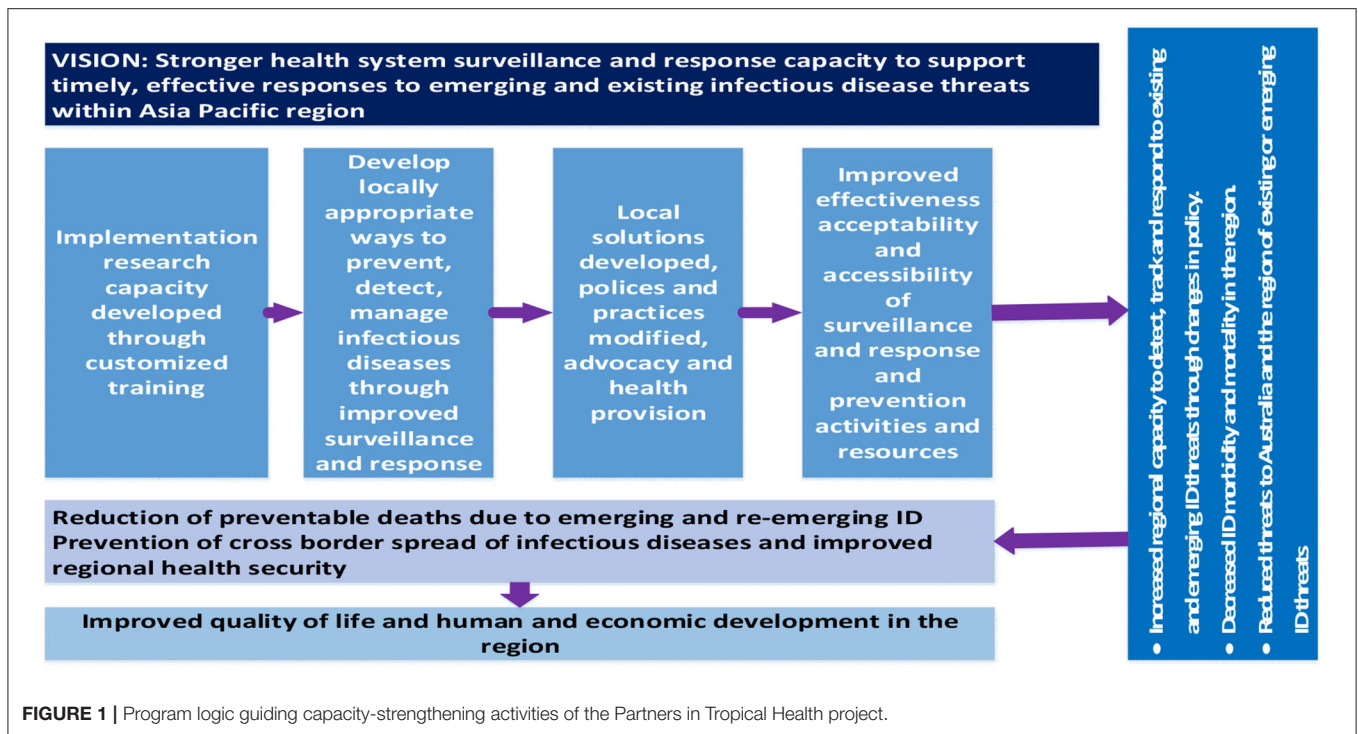 VISION: Stronger health system surveillance and response capacity to support
timely, effective responses to emerging and existing infectious disease threats
within Asia Pacific region
Implementation
research
capacity
developed
through
customized
training
Develop
locally
appropriate
ways to
prevent,
detect,
manage
infectious
diseases
through
improved
surveillance
and response
Local
solutions
developed,
polices and
practices
modified,
advocacy and
health
provision
Improved
effectiveness
acceptability
and
accessibility
of
surveillance
and response
and
prevention
activities and
resources
• Increased regional capacity to detect, track and respond to existing
and emerging ID threats through changes in policy.
• Decreased ID morbidity and mortality in the region.
• Reduced threats to Australia and the region of existing or emerging
ID threats
Reduction of preventable deaths due to emerging and re-emerging ID
Prevention of cross border spread of infectious diseases and improved
regional health security
Improved quality of life and human and economic development in the
region
FIGURE 1 | Program logic guiding capacity-strengthening activities of the Partners in Tropical Health project.